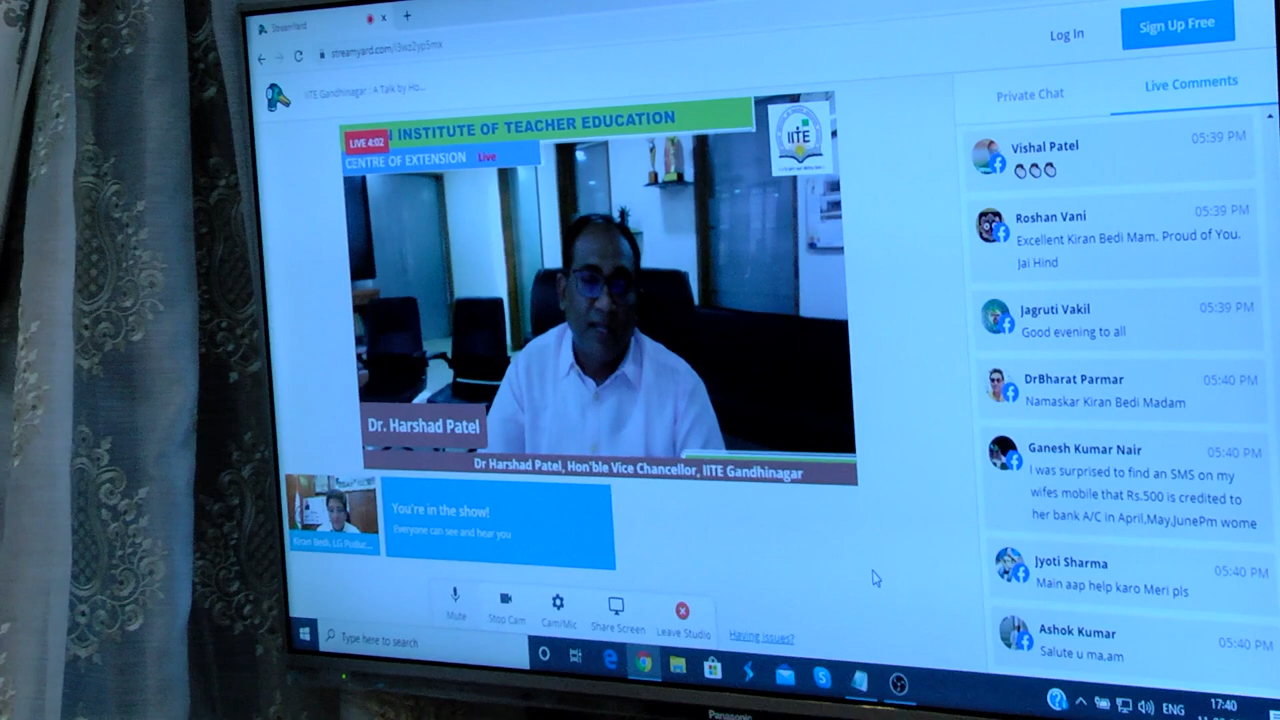 StreamYard
streamyard.com/i3wz2yp5mx
Log In
Sign Up Free
IITE Gandhinagar : A Talk by Ho...
Private Chat
Live Comments
LIVE 4:02
N INSTITUTE OF TEACHER EDUCATION
CENTRE OF EXTENSION Live
IITE
Dr. Harshad Patel
Dr Harshad Patel, Hon'ble Vice Chancellor, IITE Gandhinagar
Vishal Patel 05:39 PM
Roshan Vani 05:39 PM
Excellent Kiran Bedi Mam. Proud of You.
Jai Hind
Jagruti Vakil 05:39 PM
Good evening to all
DrBharat Parmar 05:40 PM
Namaskar Kiran Bedi Madam
Ganesh Kumar Nair 05:40 PM
I was surprised to find an SMS on my
wifes mobile that Rs.500 is credited to
her bank A/C in April,May,JunePm wome
Jyoti Sharma 05:40 PM
Main aap help karo Meri pls
Ashok Kumar 05:40 PM
Salute u ma,am
Kiran Bedi, LG Puduc...
You're in the show!
Everyone can see and hear you
Mute
Stop Cam
Cam/Mic
Share Screen
Leave Studio
Having issues?
Type here to search
ENG
17:40
Panasonic